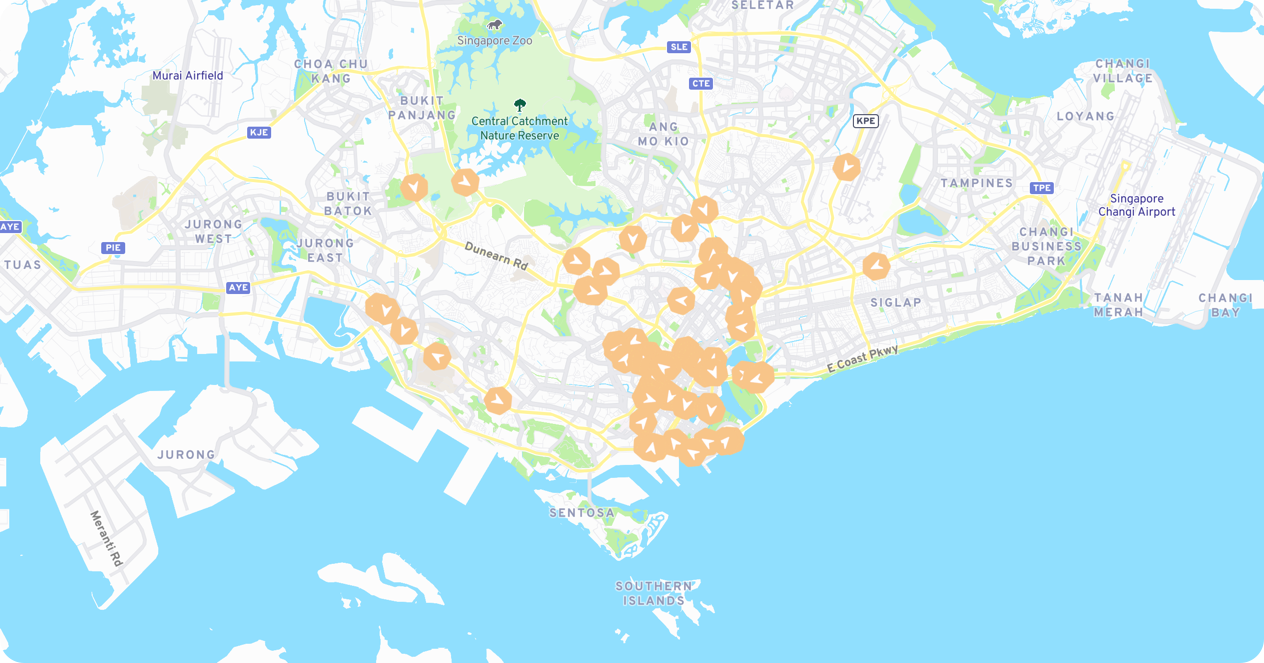 SELETAR
Singapore Zoo
SLE
CHOA CHU
KANG
Murai Airfield
CHANGI
VILLAGE
CTE
BUKIT
PANJANG
Central Catchment
Nature Reserve
LOYANG
KPE
KJE
ANG
MO KIO
TAMPINES
TPE
BUKIT
BATOK
Singapore
Changi Airport
AYE
JURONG
WEST
PIE
JURONG
EAST
Dunearn Rd
CHANGI
BUSINESS
PARK
TUAS
AYE
SIGLAP
TANAH
MERAH
CHANGI
BAY
E Coast Pkwy
JURONG
Meranti Rd
SENTOSA
SOUTHERN
ISLANDS